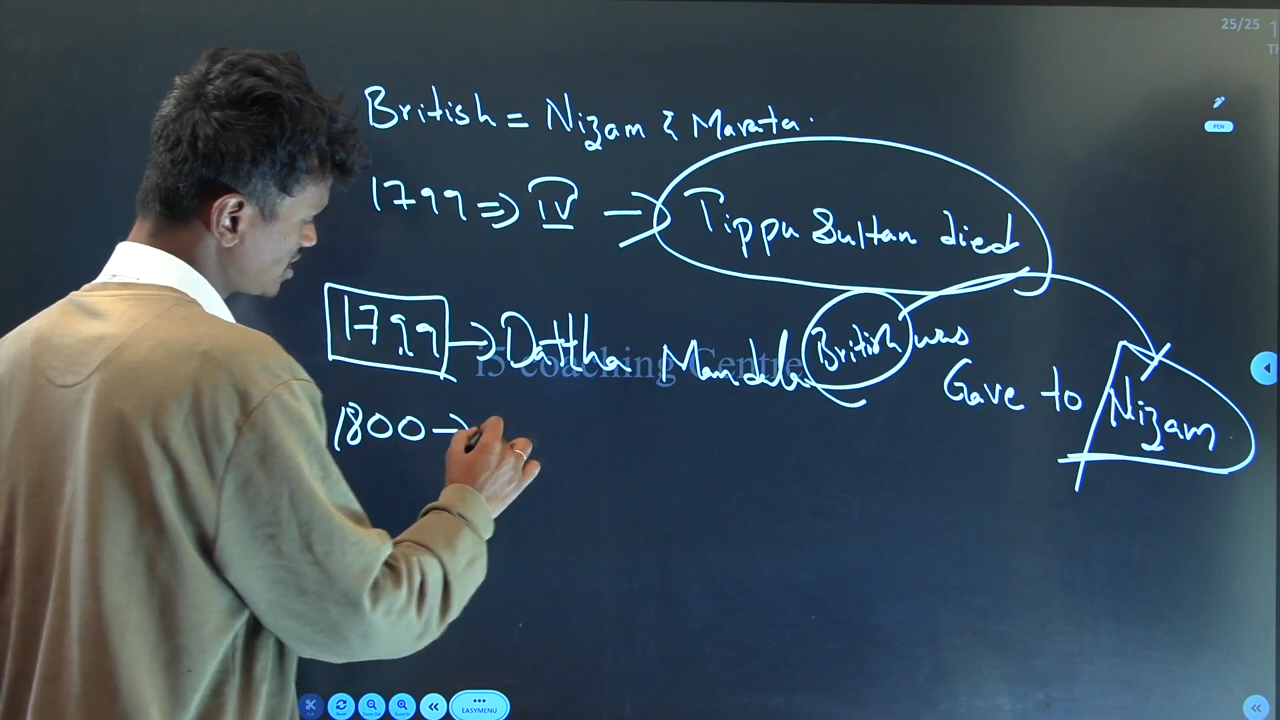 25/25
British = Nizam & Marata.
PEN
1799 => IV → Tippu Sultan died
1799 → Dattha Mandala British was
Gave to Nizam
i5 coaching Centre
1800 →
EASYMENU